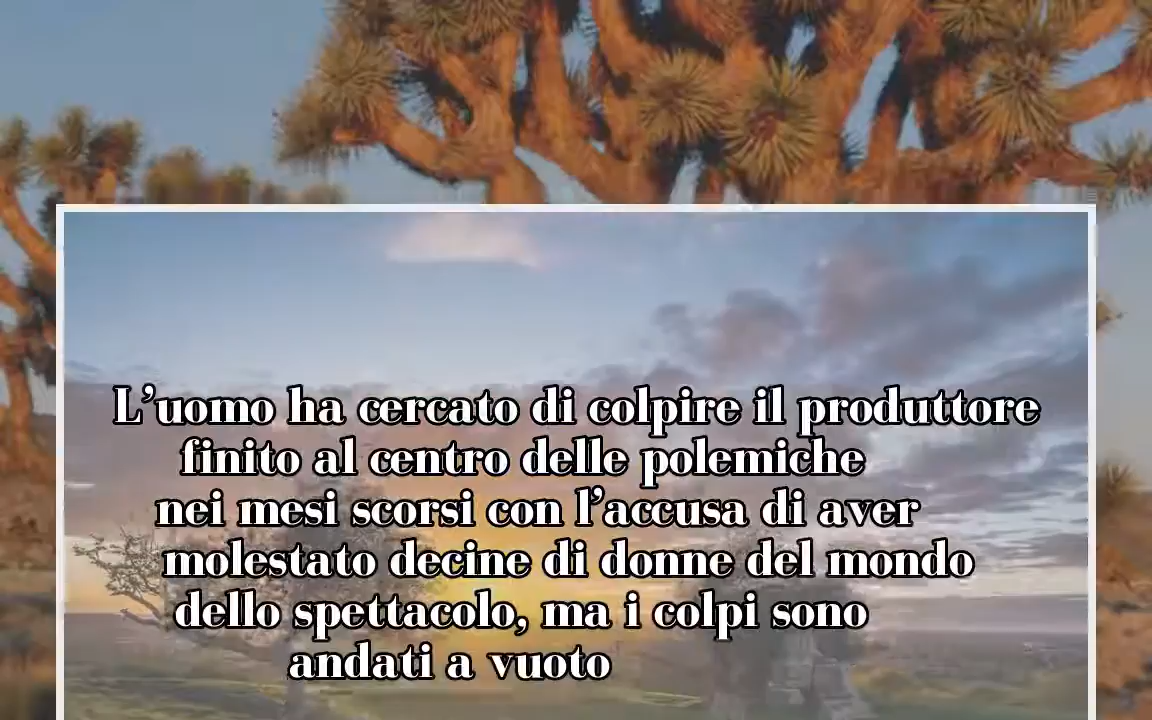 L’uomo ha cercato di colpire il produttore
finito al centro delle polemiche
nei mesi scorsi con l’accusa di aver
molestato decine di donne del mondo
dello spettacolo, ma i colpi sono
andati a vuoto